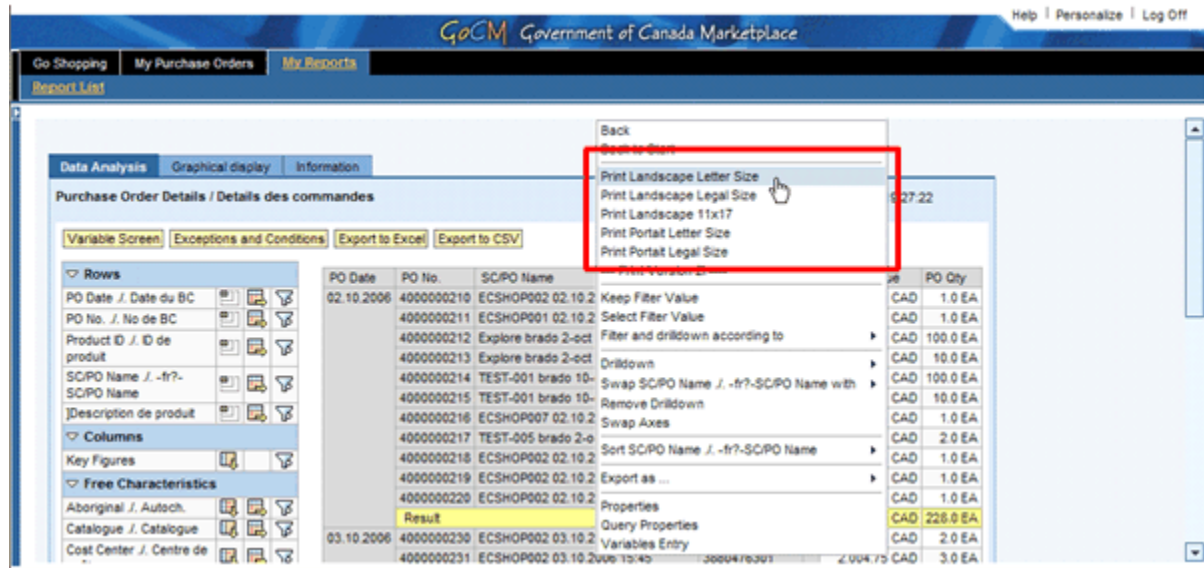 Help | Personalize | Log Off
GoCM Government of Canada Marketplace
Go Shopping My Purchase Orders My Reports
Report List
Back
Back to Start
Data Analysis Graphical display Information
Print Landscape Letter Size
Purchase Order Details / Details des commandes
Print Landscape Legal Size
9:27:22
Print Landscape 11x17
Variable Screen Exceptions and Conditions Export to Excel Export to CSV
Print Portait Letter Size
Print Portait Legal Size
Rows
PO Date PO No. SC/PO Name
PO Qty
PO Date ./. Date du BC
02.10.2006 4000000210 ECSHOP002 02.10.2 Keep Filter Value CAD 1.0 EA
PO No. ./. No de BC
4000000211 ECSHOP001 02.10.2 Select Filter Value CAD 1.0 EA
Product ID ./. ID de
produit
4000000212 Explore brado 2-oct Filter and drilldown according to CAD 100.0 EA
4000000213 Explore brado 2-oct Drilldown CAD 10.0 EA
SC/PO Name ./. -fr?-
SC/PO Name
4000000214 TEST-001 brado 10- Swap SC/PO Name ./. -fr?-SC/PO Name with CAD 100.0 EA
4000000215 TEST-001 brado 10- Remove Drilldown CAD 10.0 EA
]Description de produit
4000000216 ECSHOP007 02.10.2 Swap Axes CAD 1.0 EA
Columns
4000000217 TEST-005 brado 2-o CAD 2.0 EA
Key Figures
4000000218 ECSHOP002 02.10.2 Sort SC/PO Name ./. -fr?-SC/PO Name CAD 1.0 EA
Free Characteristics
4000000219 ECSHOP002 02.10.2 Export as ... CAD 1.0 EA
Aboriginal ./. Autoch.
4000000220 ECSHOP002 02.10.2 Properties CAD 1.0 EA
Catalogue ./. Catalogue
Result Query Properties CAD 228.0 EA
Cost Center ./. Centre de
03.10.2006 4000000230 ECSHOP002 03.10.2 Variables Entry CAD 2.0 EA
4000000231 ECSHOP002 03.10.2006 15:45 3880476301 2,004.75 CAD 3.0 EA